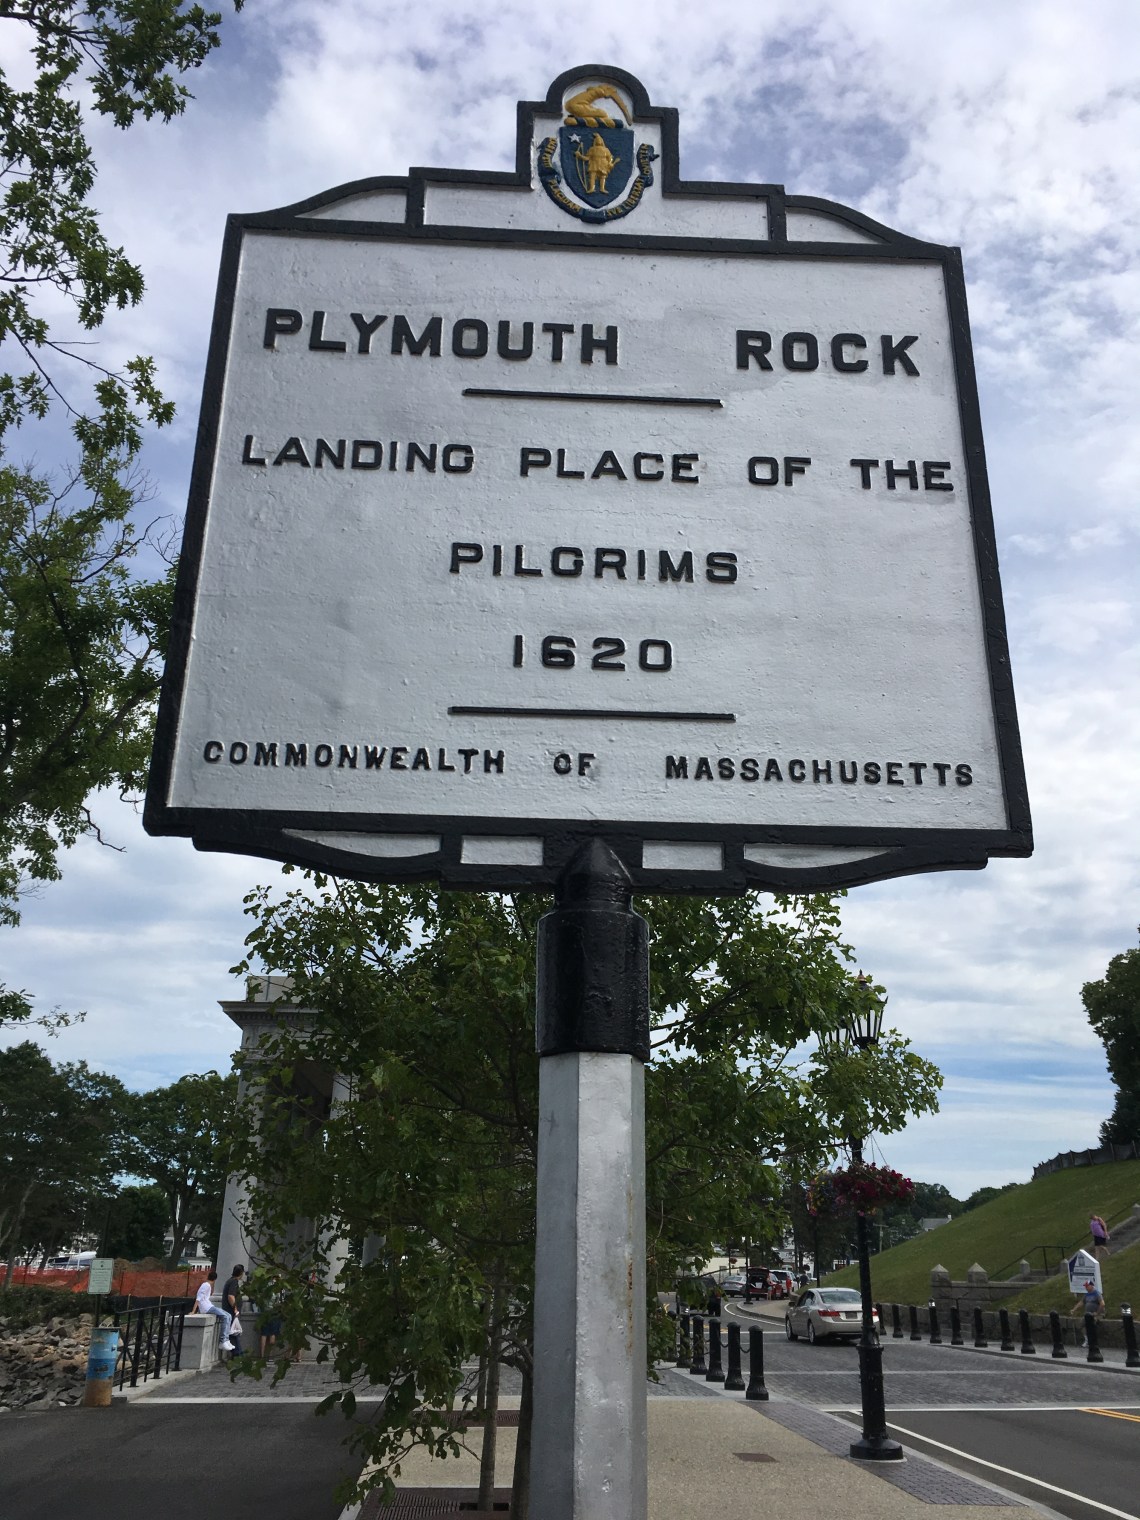 PLYMOUTH ROCK
LANDING PLACE OF THE
PILGRIMS
1620
COMMONWEALTH OF MASSACHUSETTS